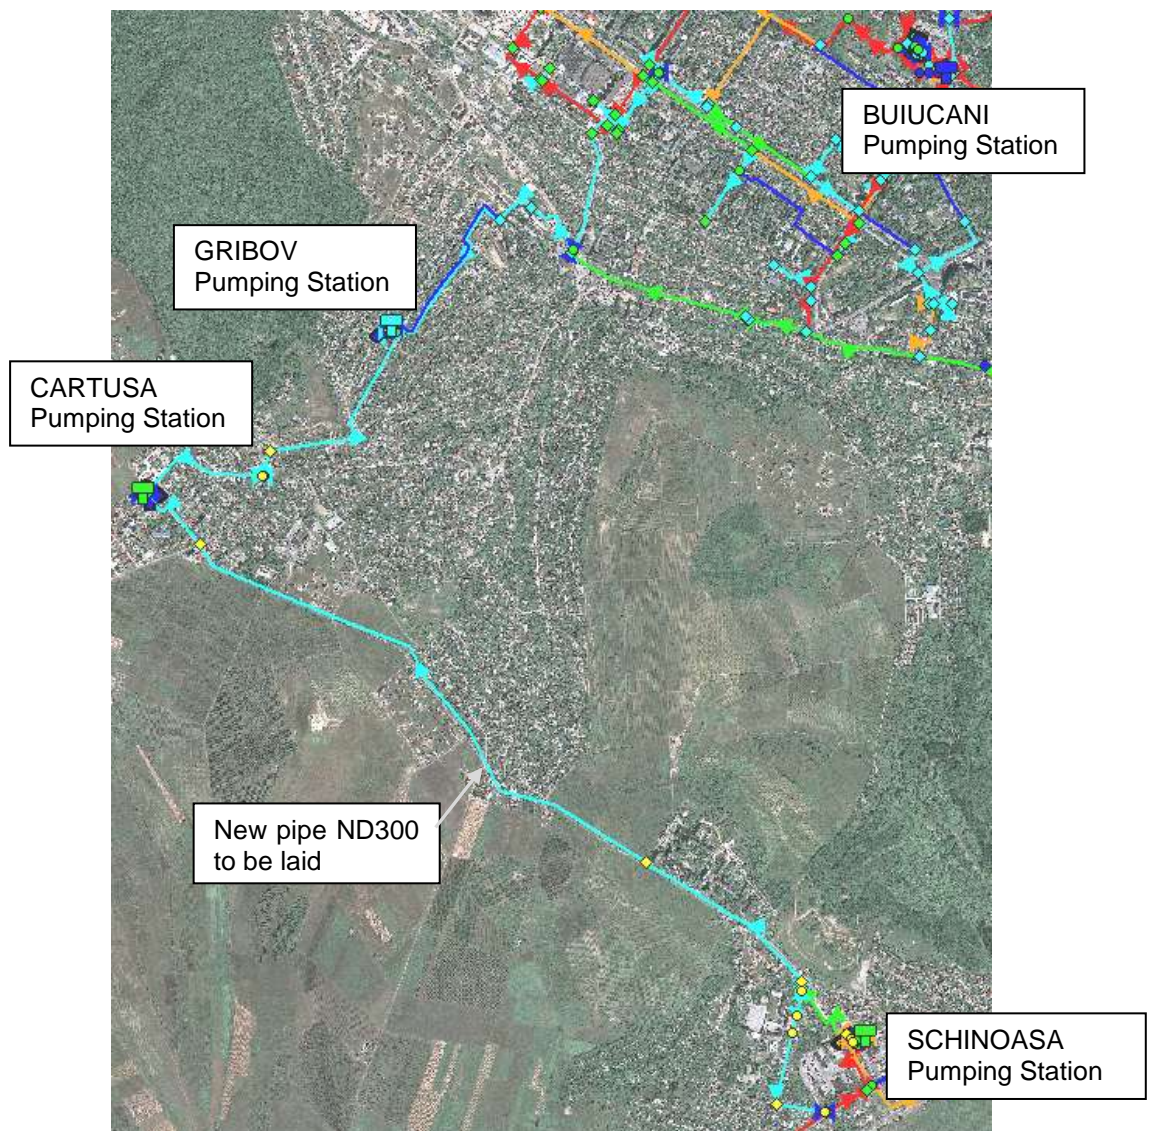 BUIUCANI
Pumping Station
GRIBOV
Pumping Station
CARTUSA
Pumping Station
New pipe ND300
to be laid
SCHINOASA
Pumping Station